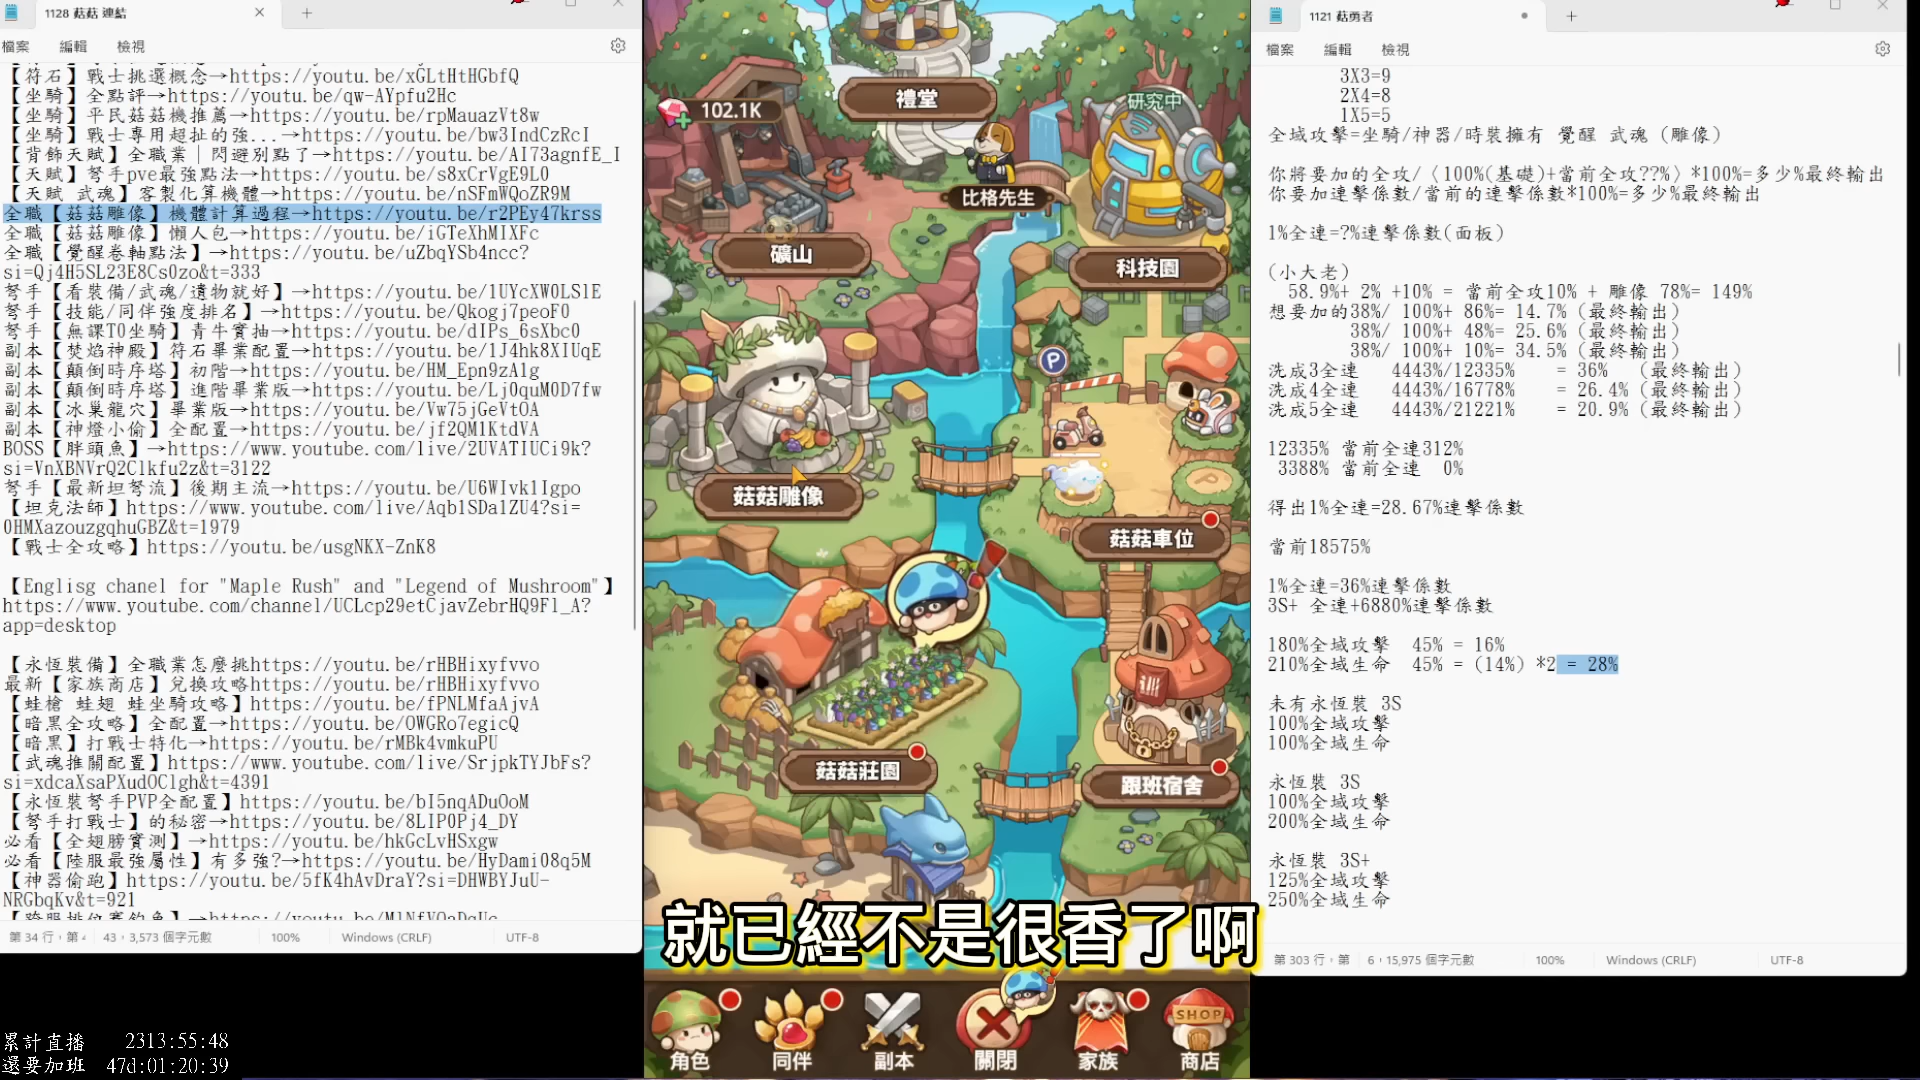 1128 菇菇 連結
檔案 編輯 檢視
【符石】戰士挑選概念→https://youtu.be/xGLtHtHGbfQ
【坐騎】全點評→https://youtu.be/qw-AYpfu2Hc
【坐騎】平民菇菇機推薦→https://youtu.be/rpMauazVt8w
【坐騎】戰士專用超扯的強...→https://youtu.be/bw3IndCzRcI
【背飾天賦】全職業｜閃避別點了→https://youtu.be/AI73agnfE_I
【天賦】弩手pve最強點法→https://youtu.be/s8xCrVgE9L0
【天賦 武魂】客製化算機體→https://youtu.be/nSFmWQoZR9M
全職【菇菇雕像】機體計算過程→https://youtu.be/r2PEy47krss
全職【菇菇雕像】懶人包→https://youtu.be/iGTeXhMIXFc
全職【覺醒卷軸點法】→https://youtu.be/uZbqYSb4ncc?
si=Qj4H5SL23E8Cs0zo&t=333
弩手【看裝備/武魂/遺物就好】→https://youtu.be/1UYcXW0LSlE
弩手【技能/同伴強度排名】→https://youtu.be/Qkogj7peoF0
弩手【無課T0坐騎】青牛實抽→https://youtu.be/dIPs_6sXbc0
副本【焚焰神殿】符石畢業配置→https://youtu.be/1J4hk8XIUqE
副本【顛倒時序塔】初階→https://youtu.be/HM_Epn9zA1g
副本【顛倒時序塔】進階畢業版→https://youtu.be/Lj0quM0D7fw
副本【冰巢龍穴】畢業版→https://youtu.be/Vw75jGeVtOA
副本【神燈小偷】全配置→https://youtu.be/jf2QM1KtdVA
BOSS【胖頭魚】→https://www.youtube.com/live/2UVATIUCi9k?
si=VnXBNVrQ2Clkfu2z&t=3122
弩手【最新坦弩流】後期主流→https://youtu.be/U6WIvk1Igpo
【坦克法師】https://www.youtube.com/live/Aqb1SDa1ZU4?si=
0HMXazouzgqhuGBZ&t=1979
【戰士全攻略】https://youtu.be/usgNKX-ZnK8
【Englisg chanel for "Maple Rush" and "Legend of Mushroom"】
https://www.youtube.com/channel/UCLcp29etCjavZebrHQ9Fl_A?
app=desktop
【永恆裝備】全職業怎麼挑https://youtu.be/rHBHixyfvvo
最新【家族商店】兌換攻略https://youtu.be/rHBHixyfvvo
【蛙槍 蛙翅 蛙坐騎攻略】https://youtu.be/fPNLMfaAjvA
【暗黑全攻略】全配置→https://youtu.be/OWGRo7egicQ
【暗黑】打戰士特化→https://youtu.be/rMBk4vmkuPU
【武魂推關配置】https://www.youtube.com/live/SrjpkTYJbFs?
si=xdcaXsaPXudOClgh&t=4391
【永恆裝弩手PVP全配置】https://youtu.be/bI5nqADuOoM
【弩手打戰士】的秘密→https://youtu.be/8LIP0Pj4_DY
必看【全翅膀實測】→https://youtu.be/hkGcLvHSxgw
必看【陸服最強屬性】有多強?→https://youtu.be/HyDami08q5M
【神器偷跑】https://youtu.be/5fK4hAvDraY?si=DHWBYJuU-
NRGbqKv&t=921
43，3,573 個字元數 100% Windows (CRLF) UTF-8
累計直播 2313:55:48
還要加班 47d:01:20:39
102.1K
禮堂
研究中
比格先生
礦山
科技園
P
菇菇雕像
菇菇車位
訓
菇菇莊園
跟班宿舍
就已經不是很香了啊
角色 同伴 副本 關閉 家族 SHOP 商店
1121 菇勇者
檔案 編輯 檢視
3X3=9
2X4=8
1X5=5
全域攻擊=坐騎/神器/時裝擁有 覺醒 武魂 (雕像)
你將要加的全攻/〈100%(基礎)+當前全攻??%〉*100%=多少%最終輸出
你要加連擊係數/當前的連擊係數*100%=多少%最終輸出
1%全連=?%連擊係數(面板)
(小大老)
58.9%+ 2% +10% = 當前全攻10% + 雕像 78%= 149%
想要加的38%/ 100%+ 86%= 14.7% (最終輸出)
38%/ 100%+ 48%= 25.6% (最終輸出)
38%/ 100%+ 10%= 34.5% (最終輸出)
洗成3全連 4443%/12335% = 36% (最終輸出)
洗成4全連 4443%/16778% = 26.4% (最終輸出)
洗成5全連 4443%/21221% = 20.9% (最終輸出)
12335% 當前全連312%
3388% 當前全連 0%
得出1%全連=28.67%連擊係數
當前18575%
1%全連=36%連擊係數
3S+ 全連+6880%連擊係數
180%全域攻擊 45% = 16%
210%全域生命 45% = (14%) *2 = 28%
未有永恆裝 3S
100%全域攻擊
100%全域生命
永恆裝 3S
100%全域攻擊
200%全域生命
永恆裝 3S+
125%全域攻擊
250%全域生命
第 303 行，第 6，15,975 個字元數 100% Windows (CRLF) UTF-8